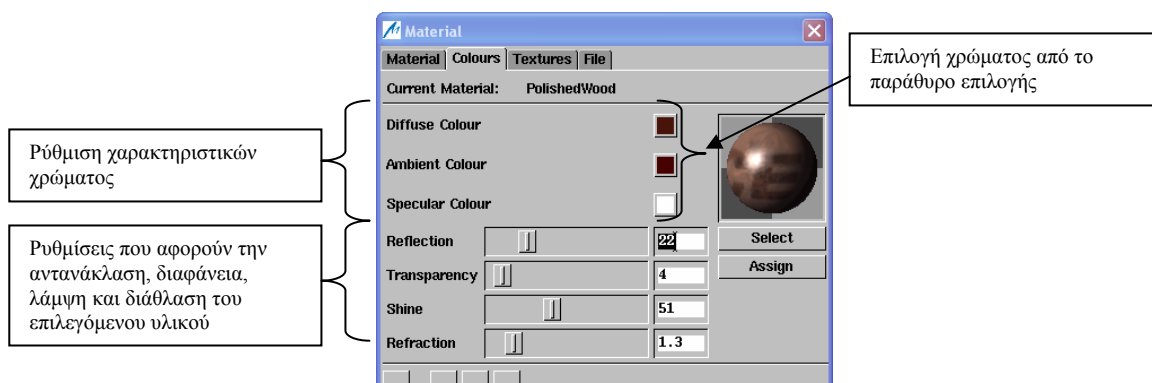 Material
Material Colours Textures File
Current Material: PolishedWood
Diffuse Colour
Ambient Colour
Specular Colour
Reflection 22
Transparency 4
Shine 51
Refraction 1.3
Select
Assign
Ρύθμιση χαρακτηριστικών
χρώματος
Ρυθμίσεις που αφορούν την
αντανάκλαση, διαφάνεια,
λάμψη και διάθλαση του
επιλεγόμενου υλικού
Επιλογή χρώματος από το
παράθυρο επιλογής